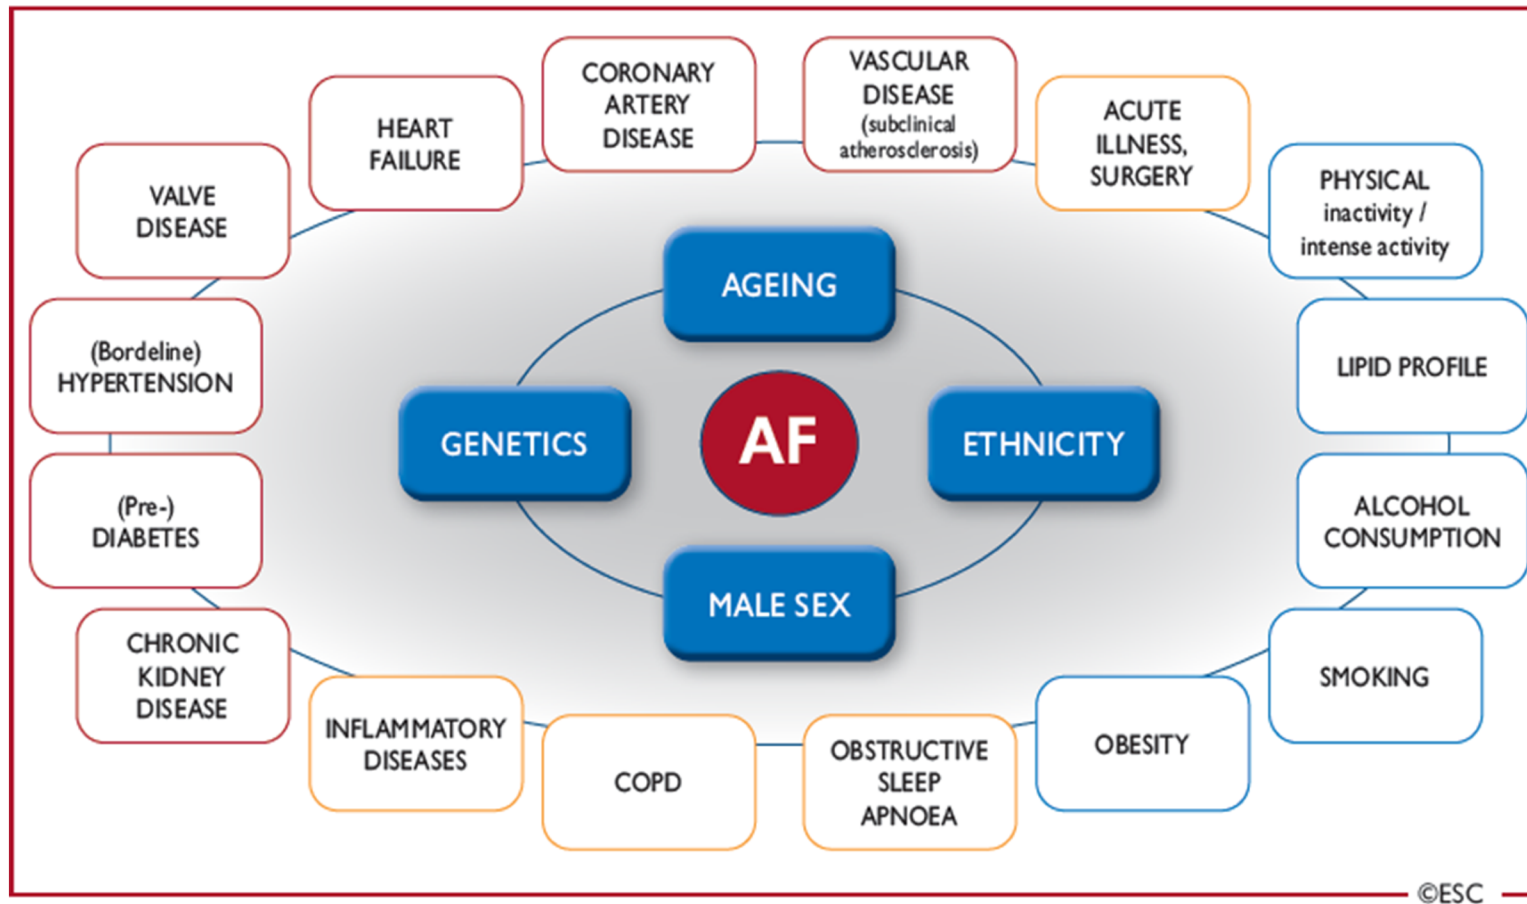 CORONARY
ARTERY
DISEASE
VASCULAR
DISEASE
(subclinical
atherosclerosis)
HEART
FAILURE
ACUTE
ILLNESS,
SURGERY
VALVE
DISEASE
PHYSICAL
inactivity /
intense activity
AGEING
(Bordeline)
HYPERTENSION
LIPID PROFILE
GENETICS
AF
ETHNICITY
(Pre-)
DIABETES
ALCOHOL
CONSUMPTION
MALE SEX
CHRONIC
KIDNEY
DISEASE
SMOKING
INFLAMMATORY
DISEASES
COPD
OBSTRUCTIVE
SLEEP
APNOEA
OBESITY
©ESC